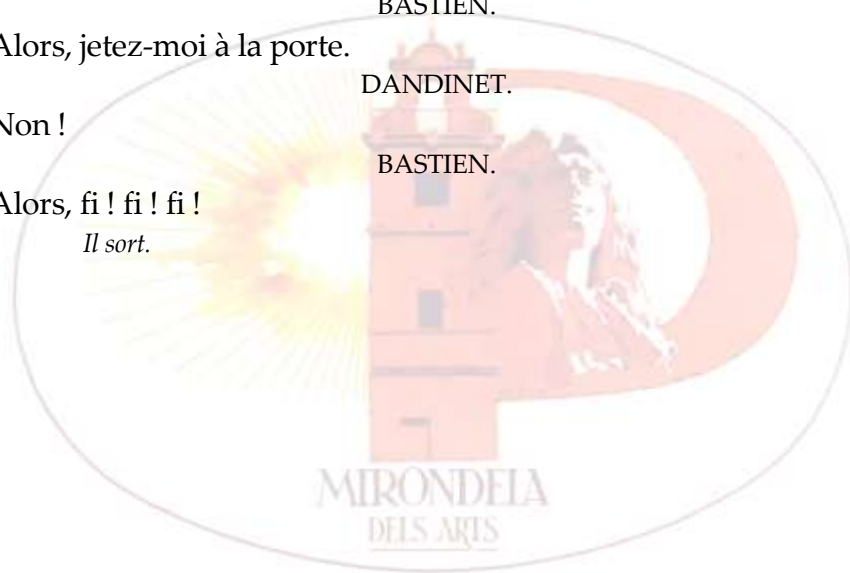 BASTIEN.
Alors, jetez-moi à la porte.
DANDINET.
Non !
BASTIEN.
Alors, fi ! fi ! fi !
Il sort.
MIRONDELA
DELS ARTS